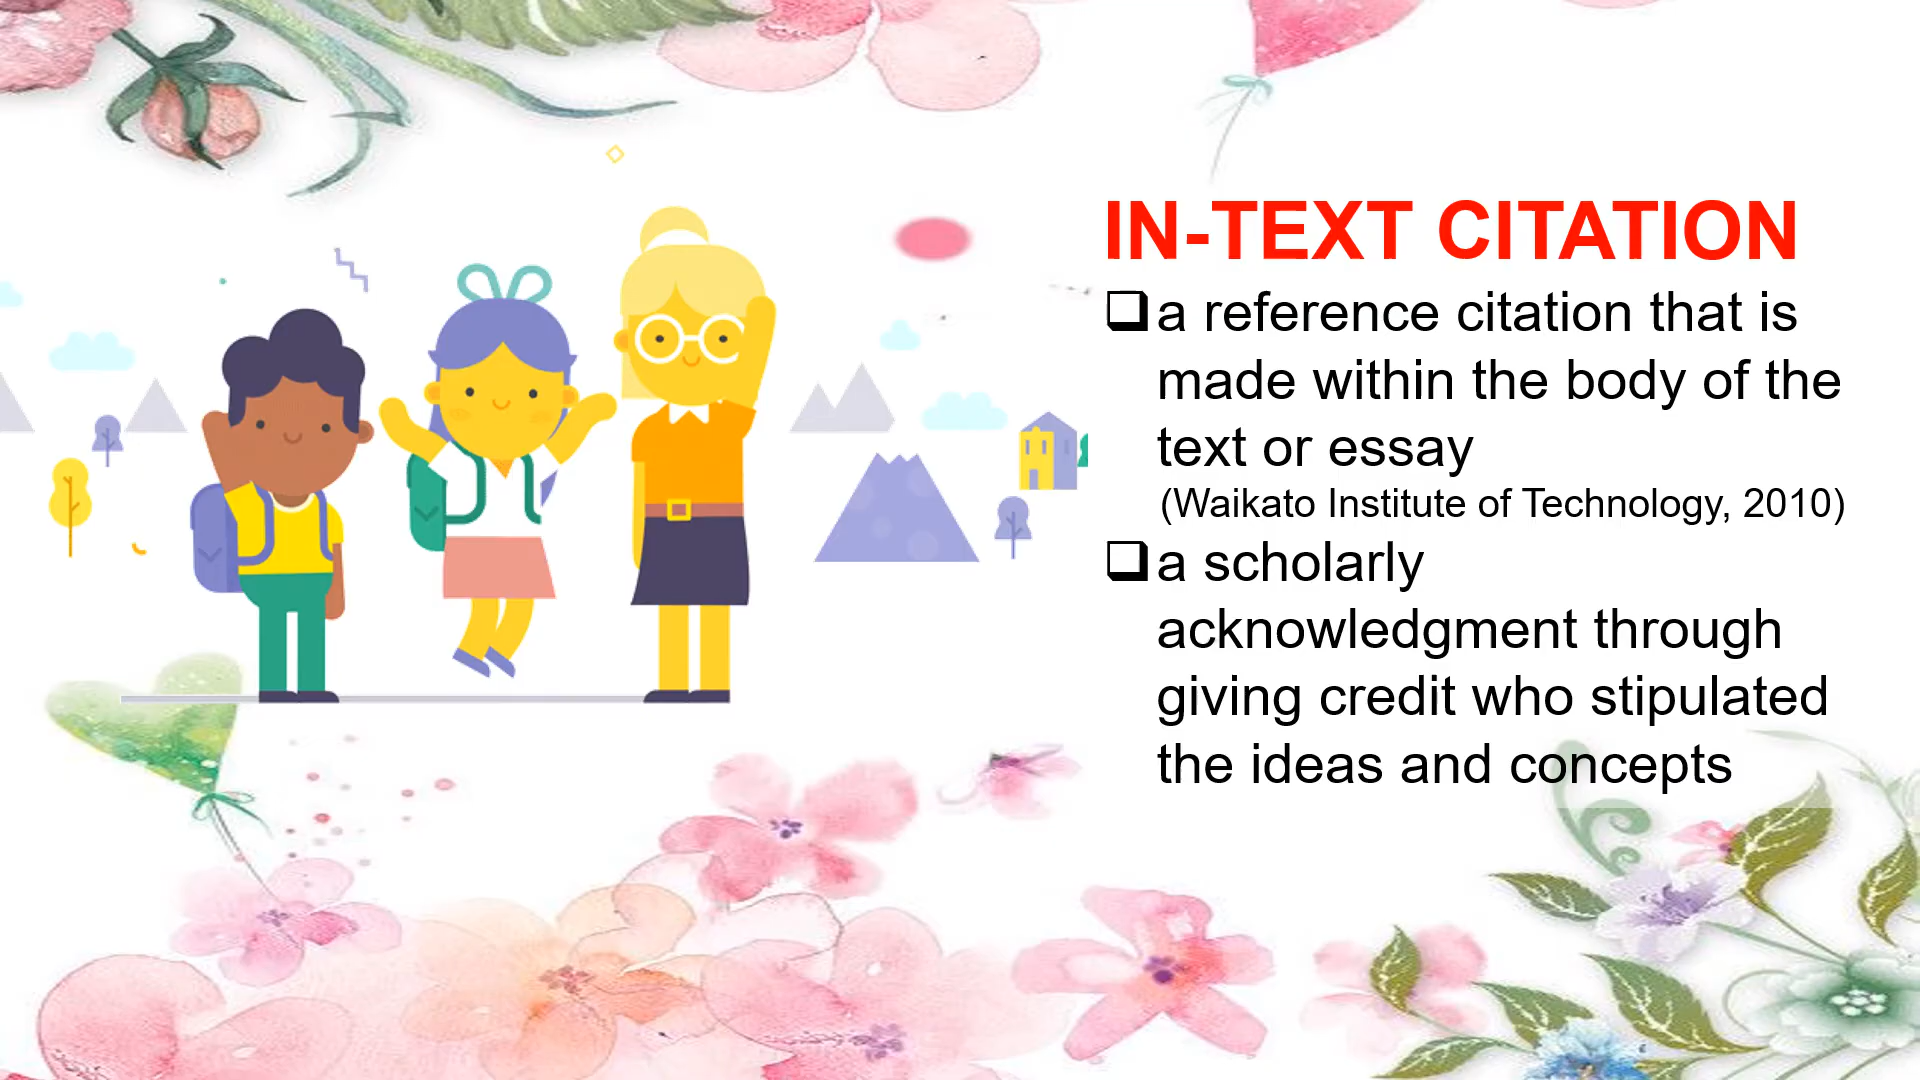 IN-TEXT CITATION
❑a reference citation that is
made within the body of the
text or essay
(Waikato Institute of Technology, 2010)
❑a scholarly
acknowledgment through
giving credit who stipulated
the ideas and concepts